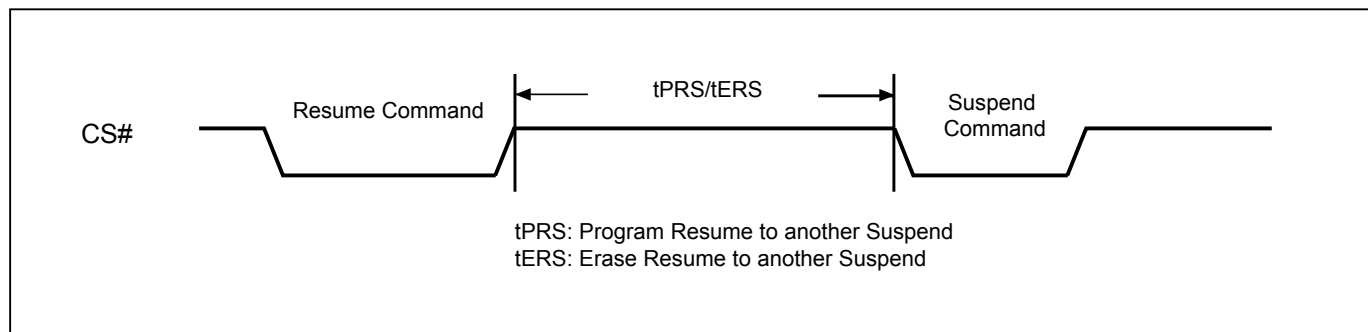 tPRS/tERS
Resume Command
Suspend
Command
CS#
tPRS: Program Resume to another Suspend
tERS: Erase Resume to another Suspend